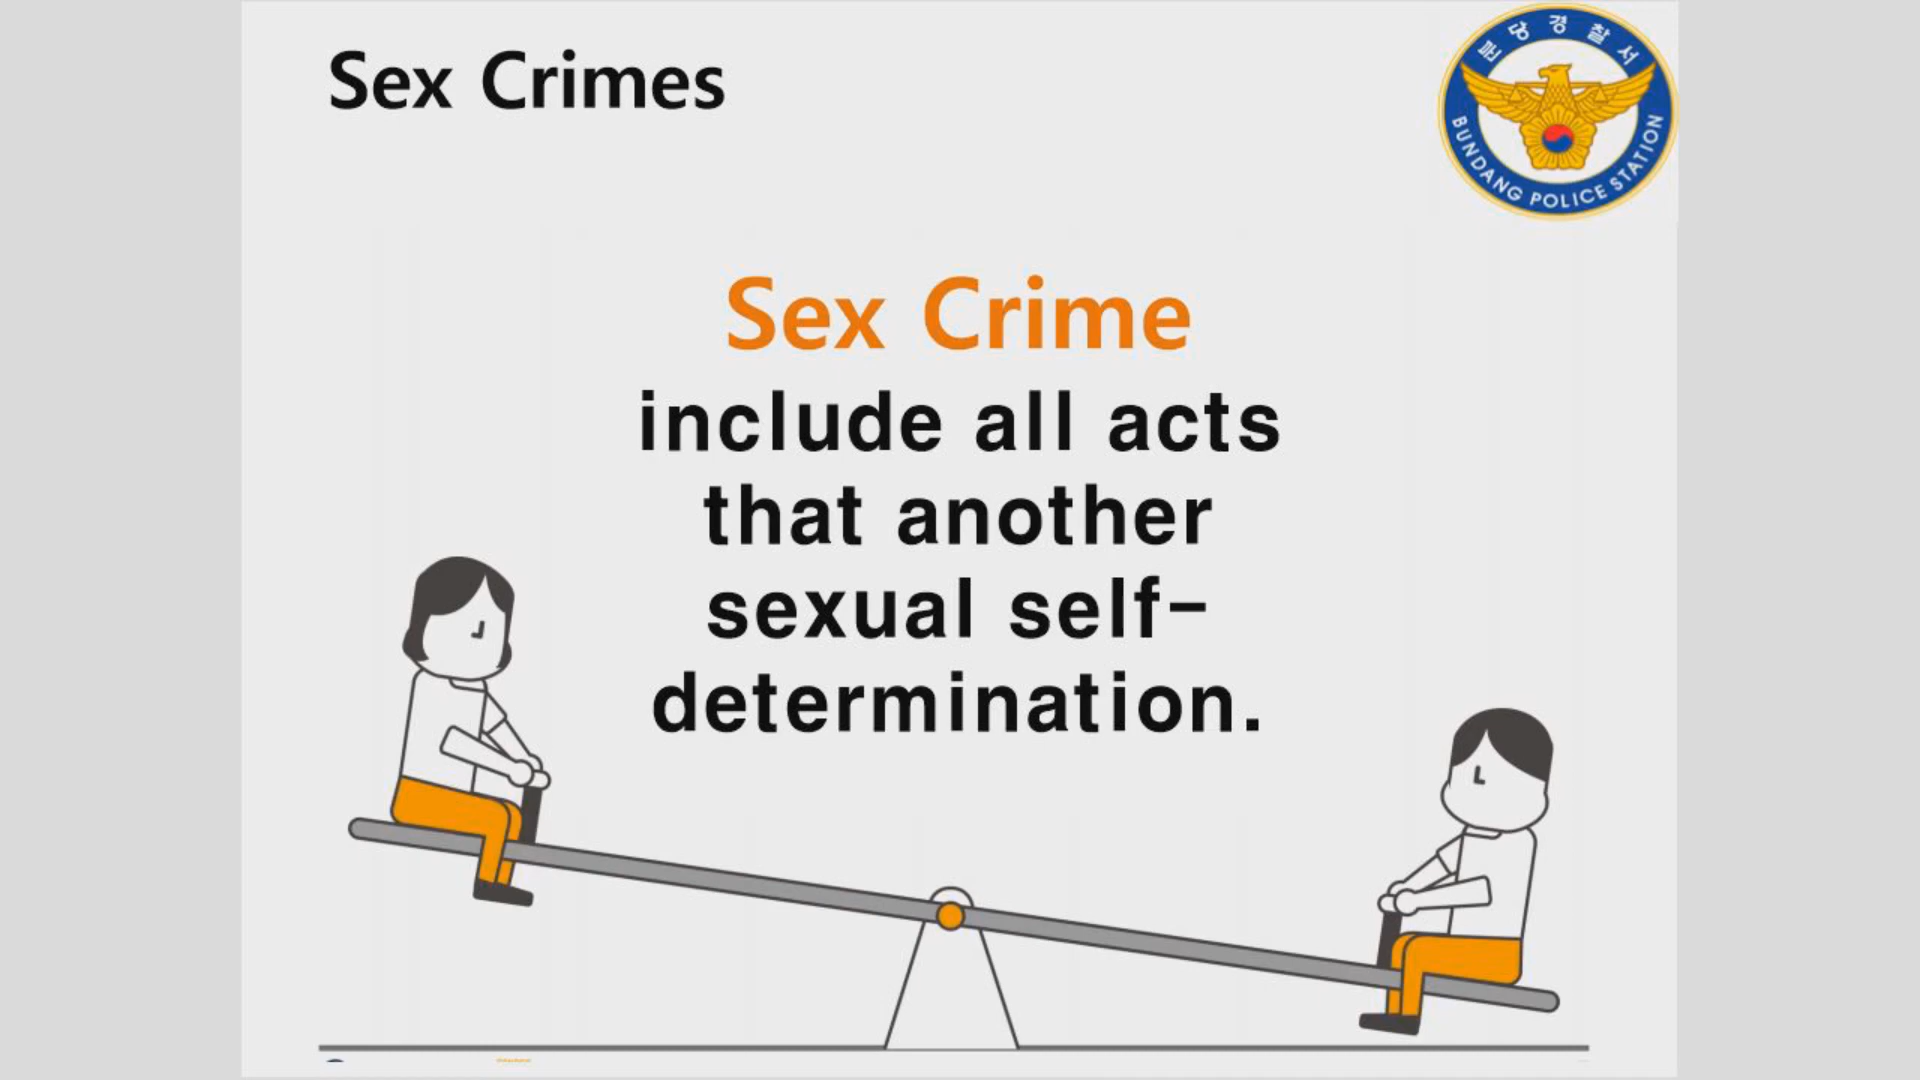 Sex Crimes
분당경찰서
BUNDANG POLICE STATION
Sex Crime
include all acts
that another
sexual self-
determination.